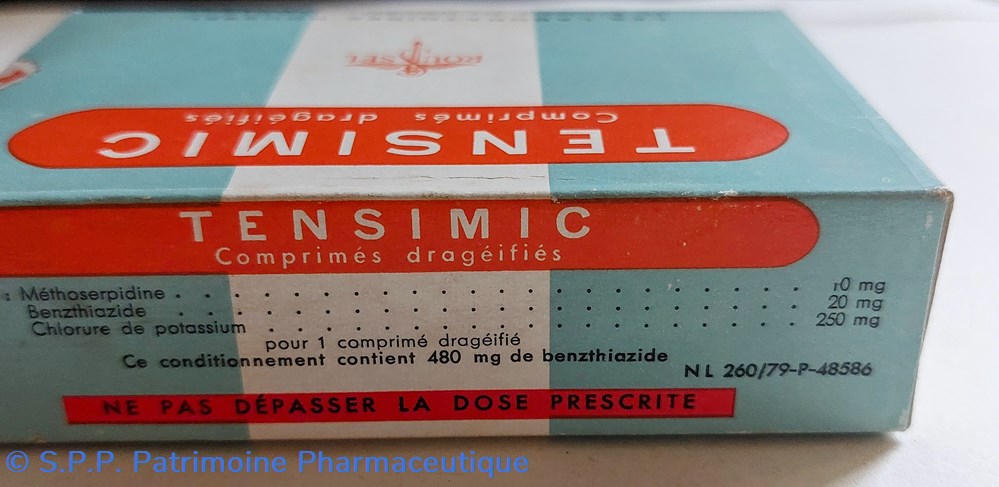 ROUSSEL
Comprimés dragéifiés
TENSIMIC
TENSIMIC
Comprimés dragéifiés
: Méthoserpidine . . . . . . . . . . . . . . . . . . . . . 10 mg
Benzthiazide . . . . . . . . . . . . . . . . . . . . . 20 mg
Chlorure de potassium . . . . . . . . . . . . . . . . . . 250 mg
pour 1 comprimé dragéifié
Ce conditionnement contient 480 mg de benzthiazide
NL 260/79-P-48586
NE PAS DÉPASSER LA DOSE PRESCRITE
© S.P.P. Patrimoine Pharmaceutique